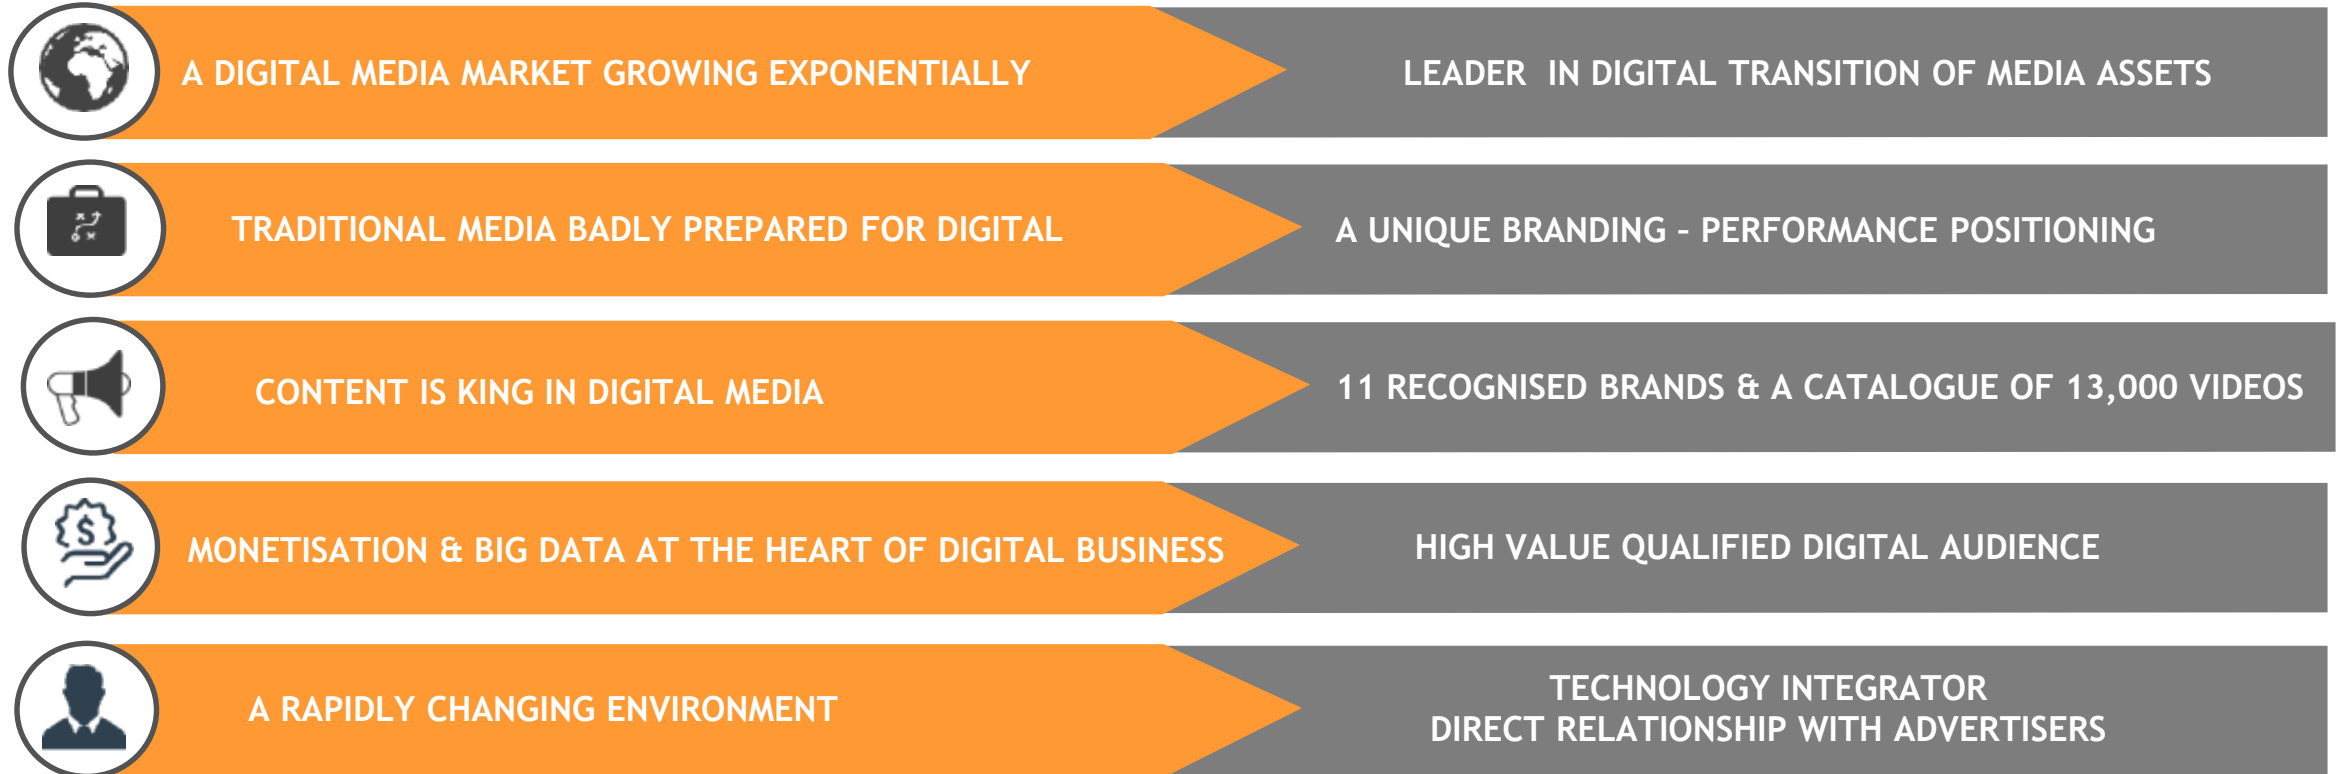 A DIGITAL MEDIA MARKET GROWING EXPONENTIALLY
LEADER IN DIGITAL TRANSITION OF MEDIA ASSETS
TRADITIONAL MEDIA BADLY PREPARED FOR DIGITAL
A UNIQUE BRANDING - PERFORMANCE POSITIONING
CONTENT IS KING IN DIGITAL MEDIA
11 RECOGNISED BRANDS & A CATALOGUE OF 13,000 VIDEOS
$
MONETISATION & BIG DATA AT THE HEART OF DIGITAL BUSINESS
HIGH VALUE QUALIFIED DIGITAL AUDIENCE
A RAPIDLY CHANGING ENVIRONMENT
TECHNOLOGY INTEGRATOR
DIRECT RELATIONSHIP WITH ADVERTISERS